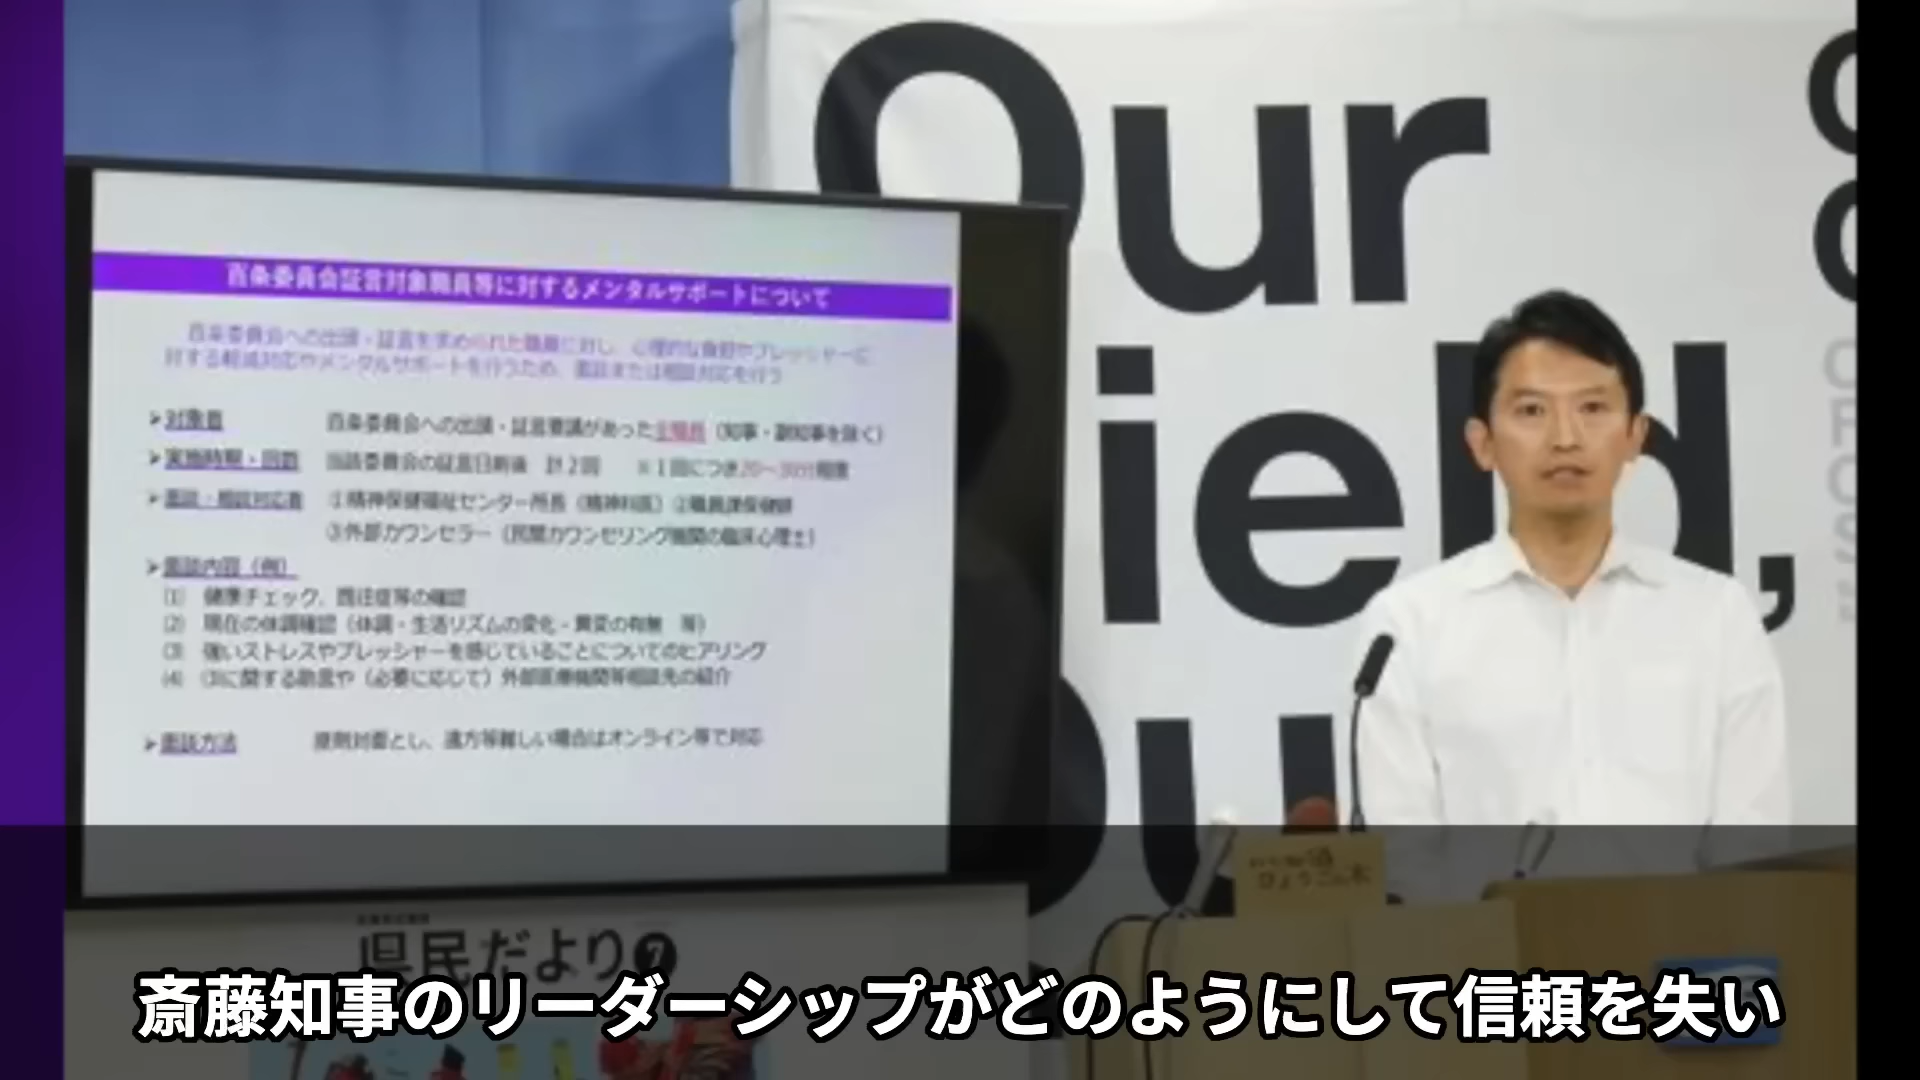 Our
field,
百条委員会証言対象職員等に対するメンタルサポートについて
百条委員会への出頭・証言を求められた職員に対し、心理的な負担やプレッシャーに
対する軽減対応やメンタルサポートを行うため、面談または相談対応を行う
➤対象者 百条委員会への出頭・証言要請があった全職員（知事・副知事を除く）
➤実施時期・回数 当該委員会の証言日前後 計2回 ※1回につき20～30分程度
➤面談・相談対応者 ①精神保健福祉センター所長（精神科医）②職員課保健師
③外部カウンセラー（民間カウンセリング機関の臨床心理士）
➤面談内容（例）
(1) 健康チェック、既往症等の確認
(2) 現在の体調確認（体調・生活リズムの変化・異変の有無 等）
(3) 強いストレスやプレッシャーを感じていることについてのヒアリング
(4) (3)に関する助言や（必要に応じて）外部医療機関等相談先の紹介
➤面談方法 原則対面とし、遠方等難しい場合はオンライン等で対応
県民だより7
斎藤知事のリーダーシップがどのようにして信頼を失い